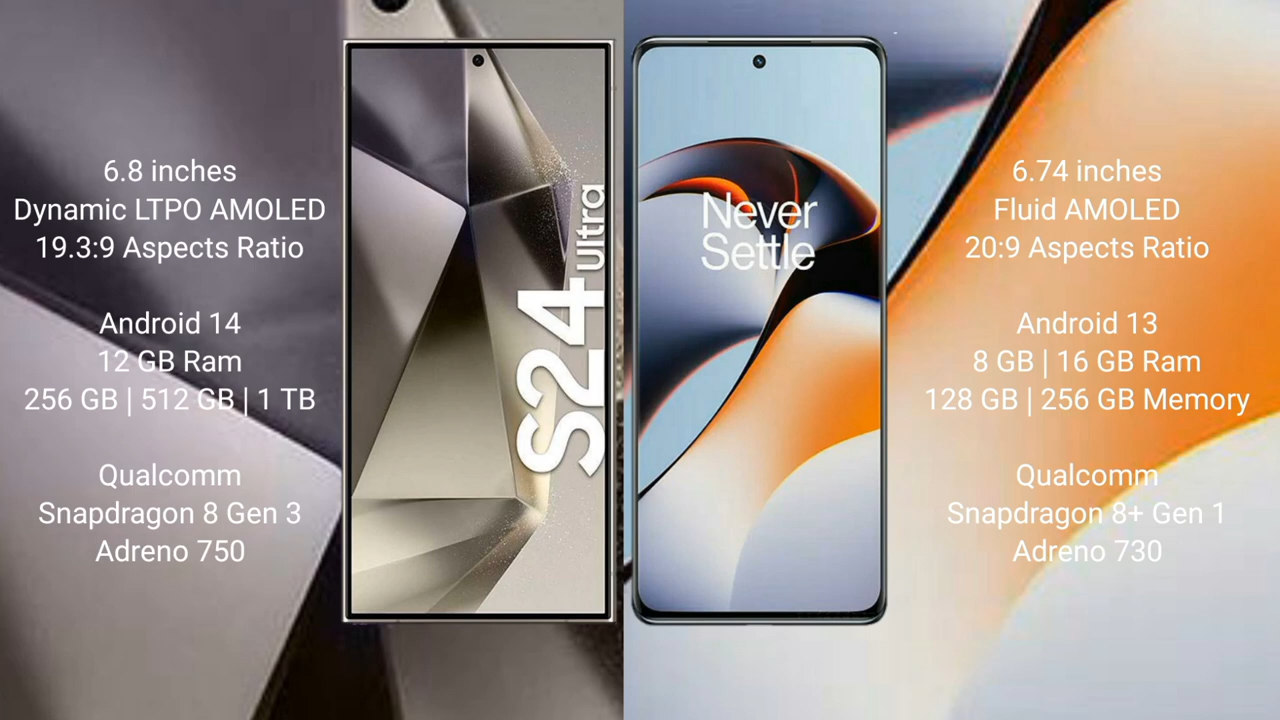 6.8 inches
Dynamic LTPO AMOLED
19.3:9 Aspects Ratio
Android 14
12 GB Ram
256 GB | 512 GB | 1 TB
Qualcomm
Snapdragon 8 Gen 3
Adreno 750
S24 Ultra
Never
Settle
6.74 inches
Fluid AMOLED
20:9 Aspects Ratio
Android 13
8 GB | 16 GB Ram
128 GB | 256 GB Memory
Qualcomm
Snapdragon 8+ Gen 1
Adreno 730